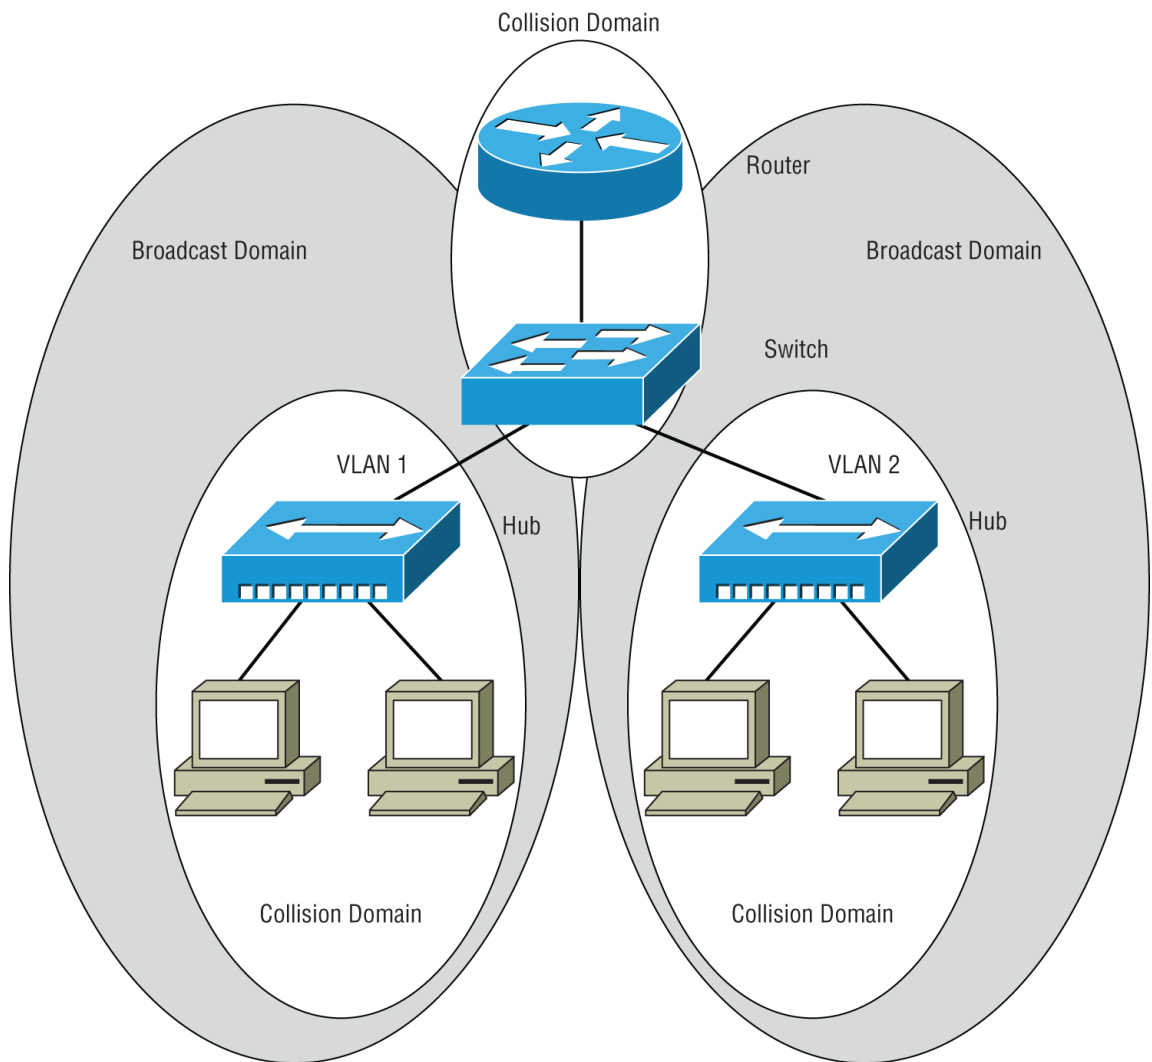 Collision Domain
Router
Broadcast Domain
Broadcast Domain
Switch
VLAN 1
VLAN 2
Hub
Hub
Collision Domain
Collision Domain